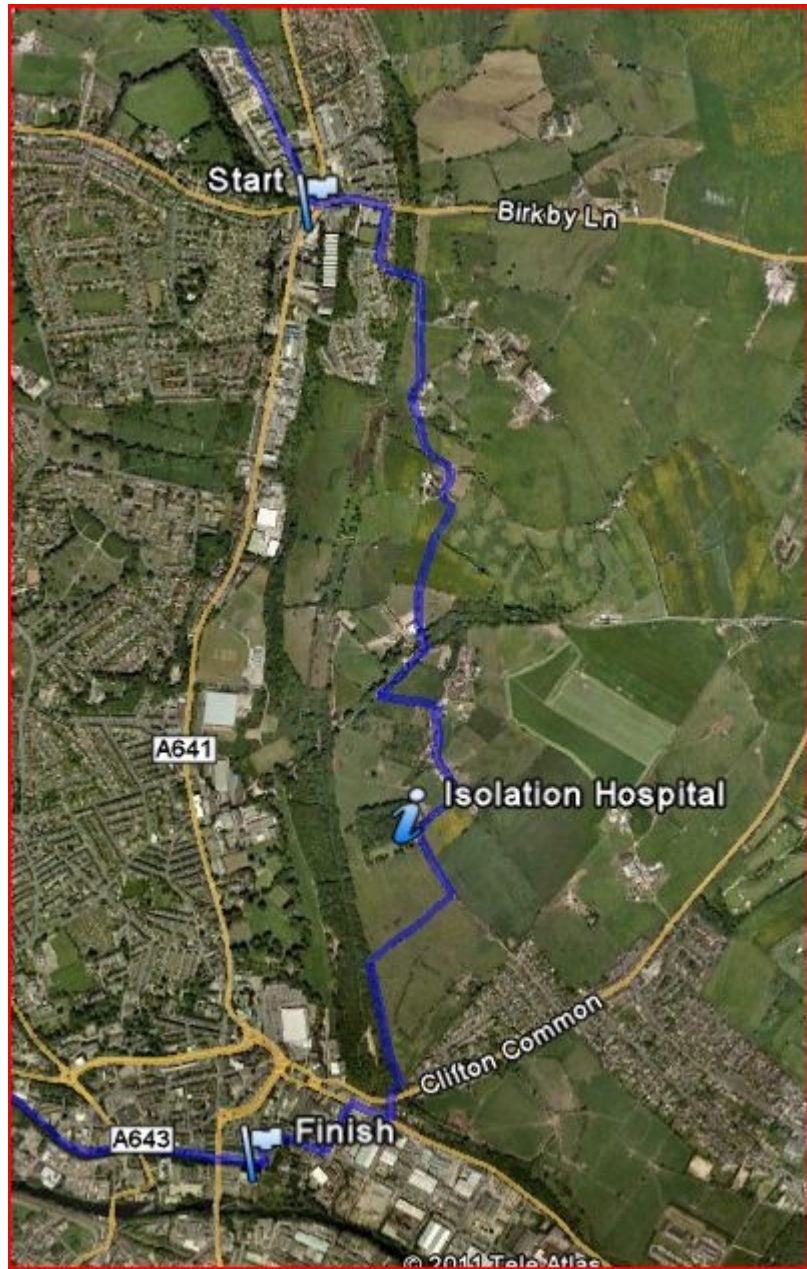 Start
Birkby Ln
A641
Isolation Hospital
Clifton Common
A643
Finish
© 2011 Tele Atlas